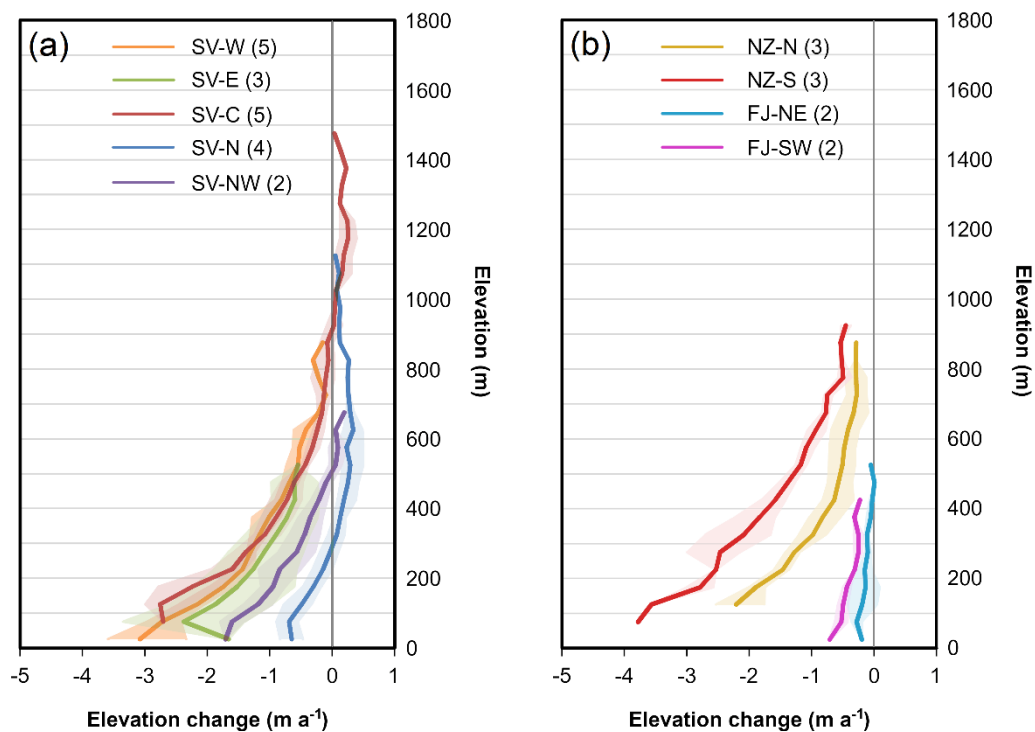 (a)
SV-W (5)
SV-E (3)
SV-C (5)
SV-N (4)
SV-NW (2)
1800
1600
1400
1200
1000
800
600
400
200
0
Elevation (m)
-5 -4 -3 -2 -1 0 1
Elevation change (m a⁻¹)
(b)
NZ-N (3)
NZ-S (3)
FJ-NE (2)
FJ-SW (2)
1800
1600
1400
1200
1000
800
600
400
200
0
Elevation (m)
-5 -4 -3 -2 -1 0 1
Elevation change (m a⁻¹)